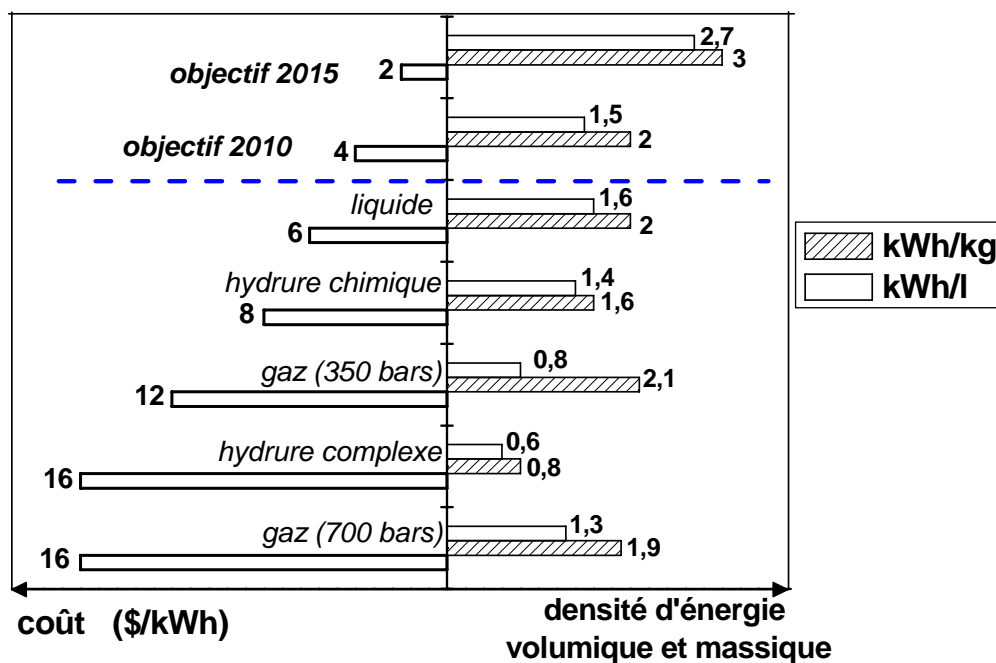 2,7
3
objectif 2015
2
1,5
2
objectif 2010
4
liquide
1,6
2
6
hydrure chimique
1,4
1,6
8
gaz (350 bars)
0,8
2,1
12
hydrure complexe
0,6
0,8
16
gaz (700 bars)
1,3
1,9
16
kWh/kg
kWh/l
coût ($/kWh)
densité d'énergie
volumique et massique